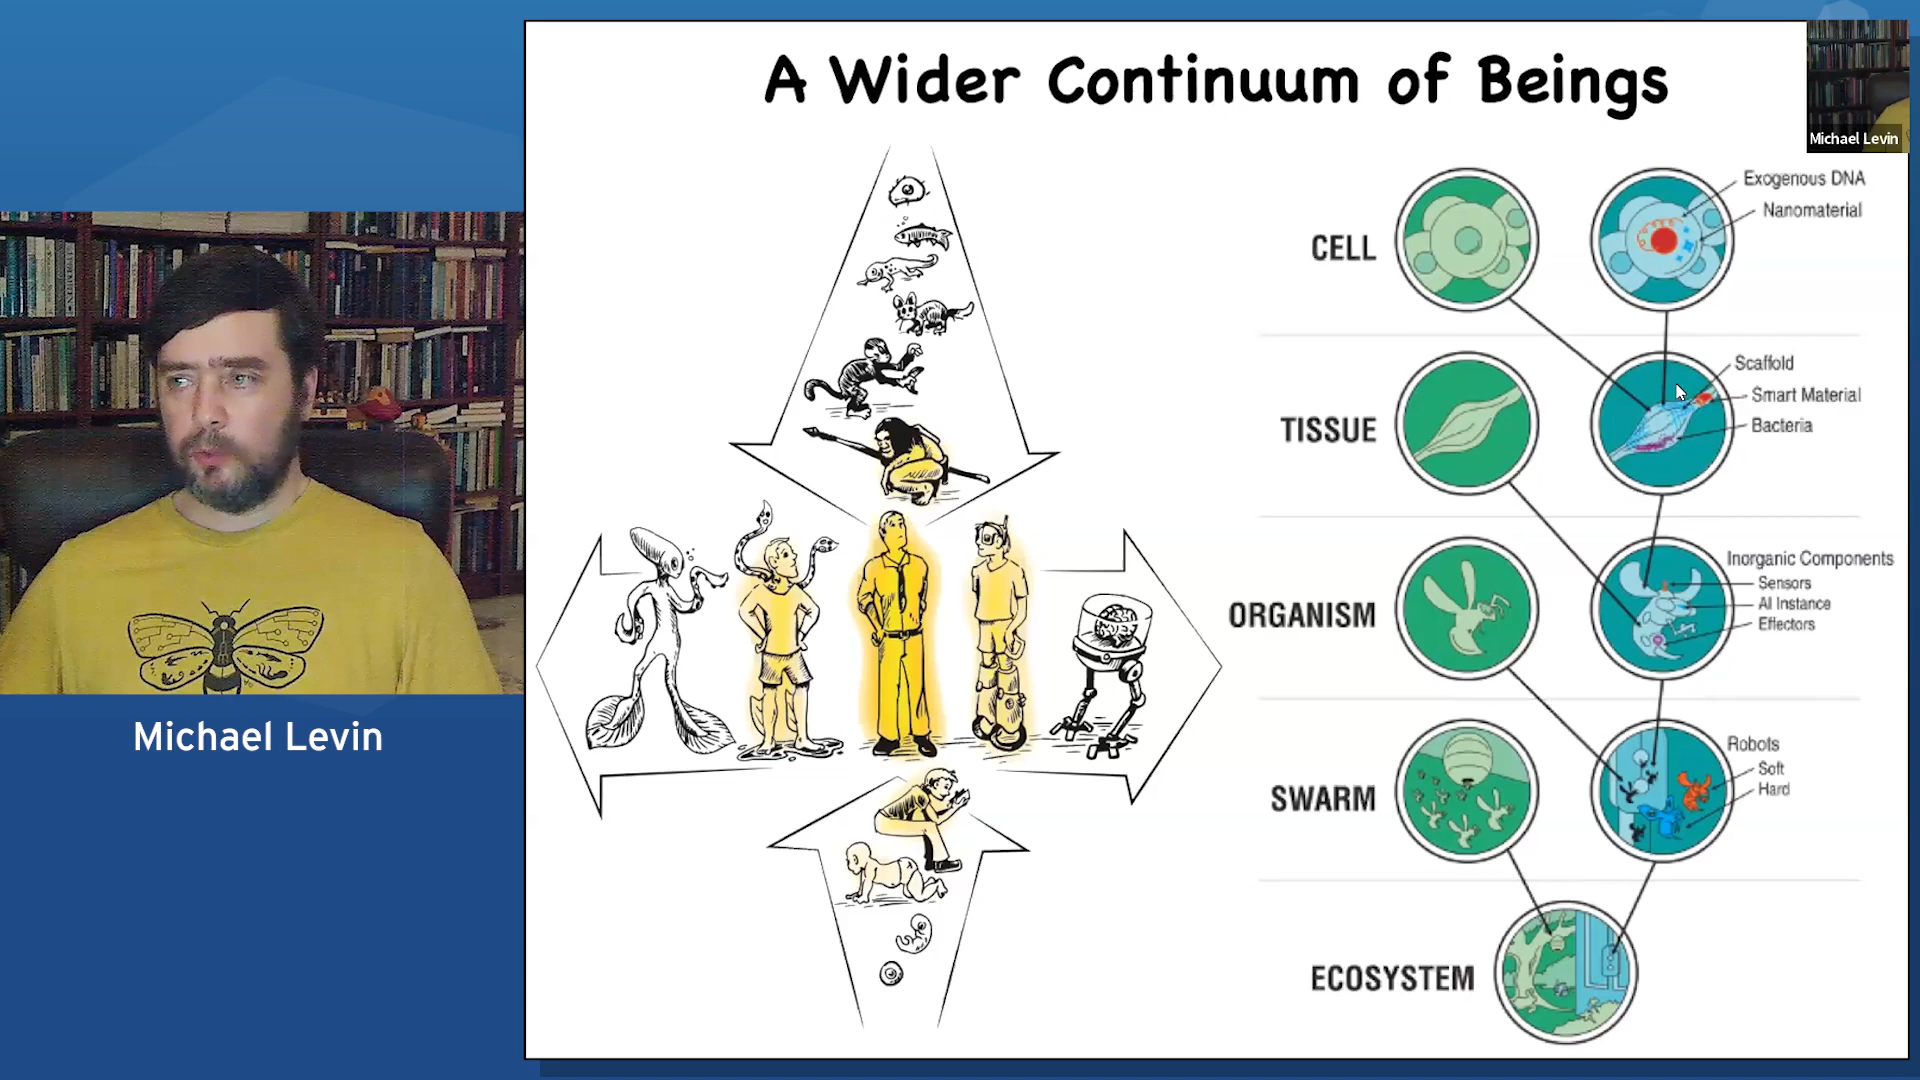 A Wider Continuum of Beings
Michael Levin
Exogenous DNA
Nanomaterial
CELL
Scaffold
Smart Material
Bacteria
TISSUE
Inorganic Components
Sensors
AI Instance
Effectors
ORGANISM
Michael Levin
Robots
Soft
Hard
SWARM
ECOSYSTEM